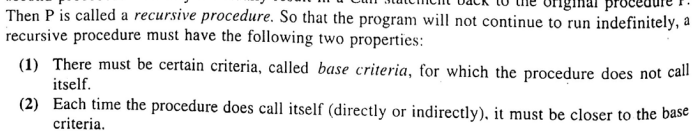 original procedure P.
Then P is called a recursive procedure. So that the program will not continue to run indefinitely, a
recursive procedure must have the following two properties:
(1) There must be certain criteria, called base criteria, for which the procedure does not call
itself.
(2) Each time the procedure does call itself (directly or indirectly), it must be closer to the base
criteria.